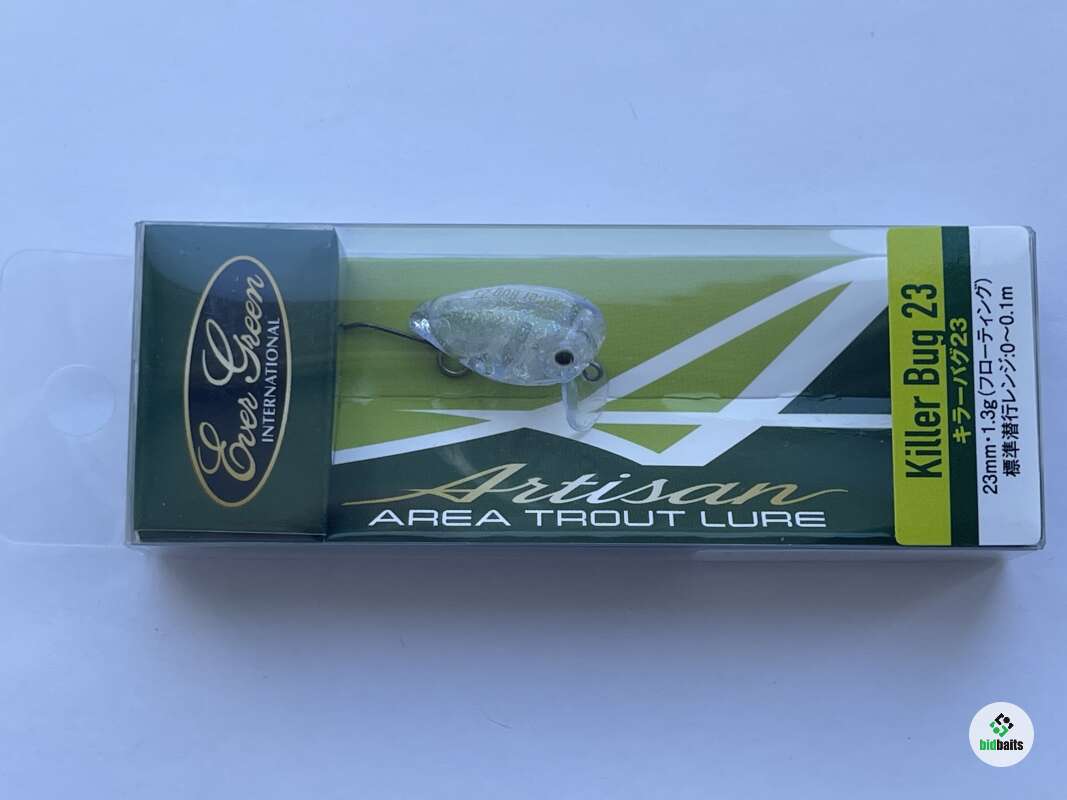 Ever Green
INTERNATIONAL
Artisan
AREA TROUT LURE
Killer Bug 23
キラーバグ23
23mm・1.3g(フローティング)
標準潜行レンジ:0～0.1m
bidbaits